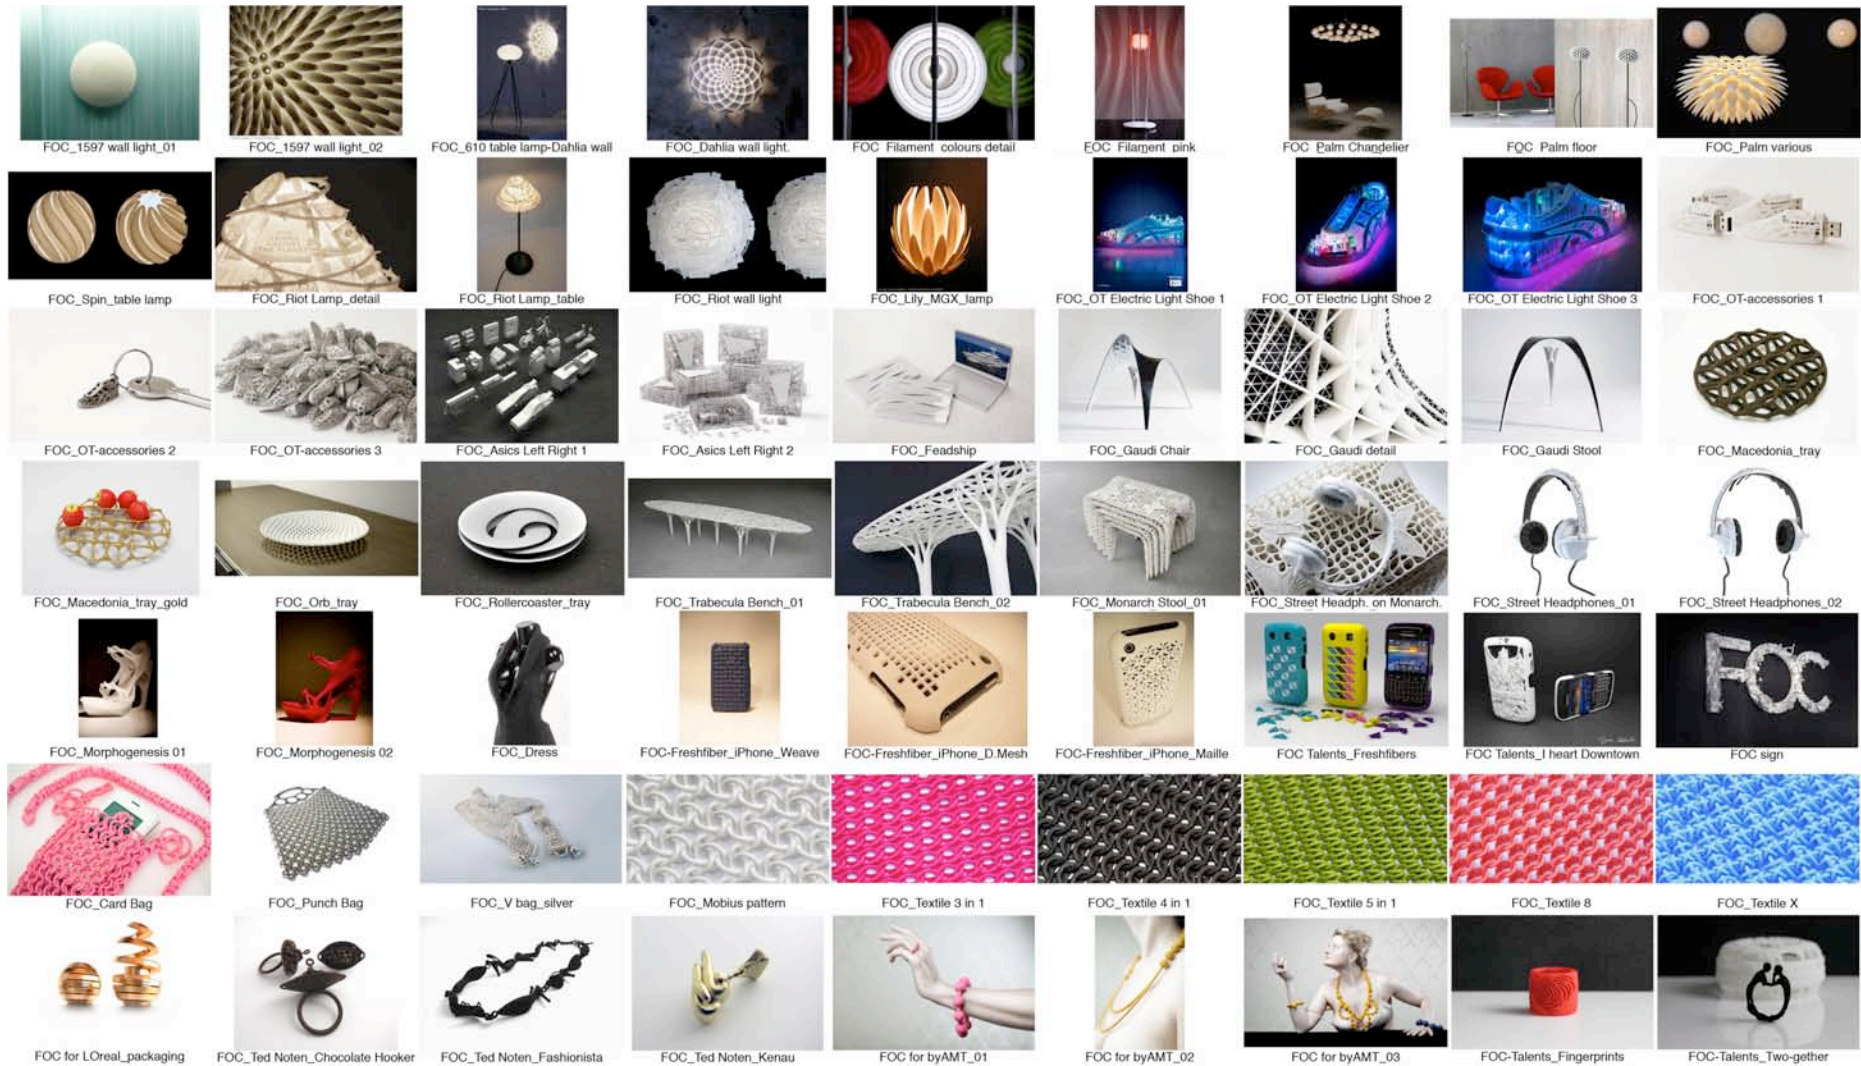 FOC_1597 wall light_01
FOC_1597 wall light_02
FOC_610 table lamp-Dahlia wall
FOC_Dahlia wall light.
FOC_Filament_colours detail
FOC_Filament_pink
FOC_Palm Chandelier
FOC_Palm floor
FOC_Palm various
FOC_Spin_table lamp
FOC_Riot Lamp_detail
FOC_Riot Lamp_table
FOC_Riot wall light
FOC_Lily_MGX_lamp
FOC_OT Electric Light Shoe 1
FOC_OT Electric Light Shoe 2
FOC_OT Electric Light Shoe 3
FOC_OT-accessories 1
FOC_OT-accessories 2
FOC_OT-accessories 3
FOC_Asics Left Right 1
FOC_Asics Left Right 2
FOC_Feadship
FOC_Gaudi Chair
FOC_Gaudi detail
FOC_Gaudi Stool
FOC_Macedonia_tray
FOC_Macedonia_tray_gold
FOC_Orb_tray
FOC_Rollercoaster_tray
FOC_Trabecula Bench_01
FOC_Trabecula Bench_02
FOC_Monarch Stool_01
FOC_Street Headph. on Monarch.
FOC_Street Headphones_01
FOC_Street Headphones_02
FOC
FOC_Morphogenesis 01
FOC_Morphogenesis 02
FOC_Dress
FOC-Freshfiber_iPhone_Weave
FOC-Freshfiber_iPhone_D.Mesh
FOC-Freshfiber_iPhone_Maille
FOC Talents_Freshfibers
FOC Talents_I heart Downtown
FOC sign
FOC_Card Bag
FOC_Punch Bag
FOC_V bag_silver
FOC_Mobius pattern
FOC_Textile 3 in 1
FOC_Textile 4 in 1
FOC_Textile 5 in 1
FOC_Textile 8
FOC_Textile X
FOC for LOreal_packaging
FOC_Ted Noten_Chocolate Hooker
FOC_Ted Noten_Fashionista
FOC_Ted Noten_Kenau
FOC for byAMT_01
FOC for byAMT_02
FOC for byAMT_03
FOC-Talents_Fingerprints
FOC-Talents_Two-gether